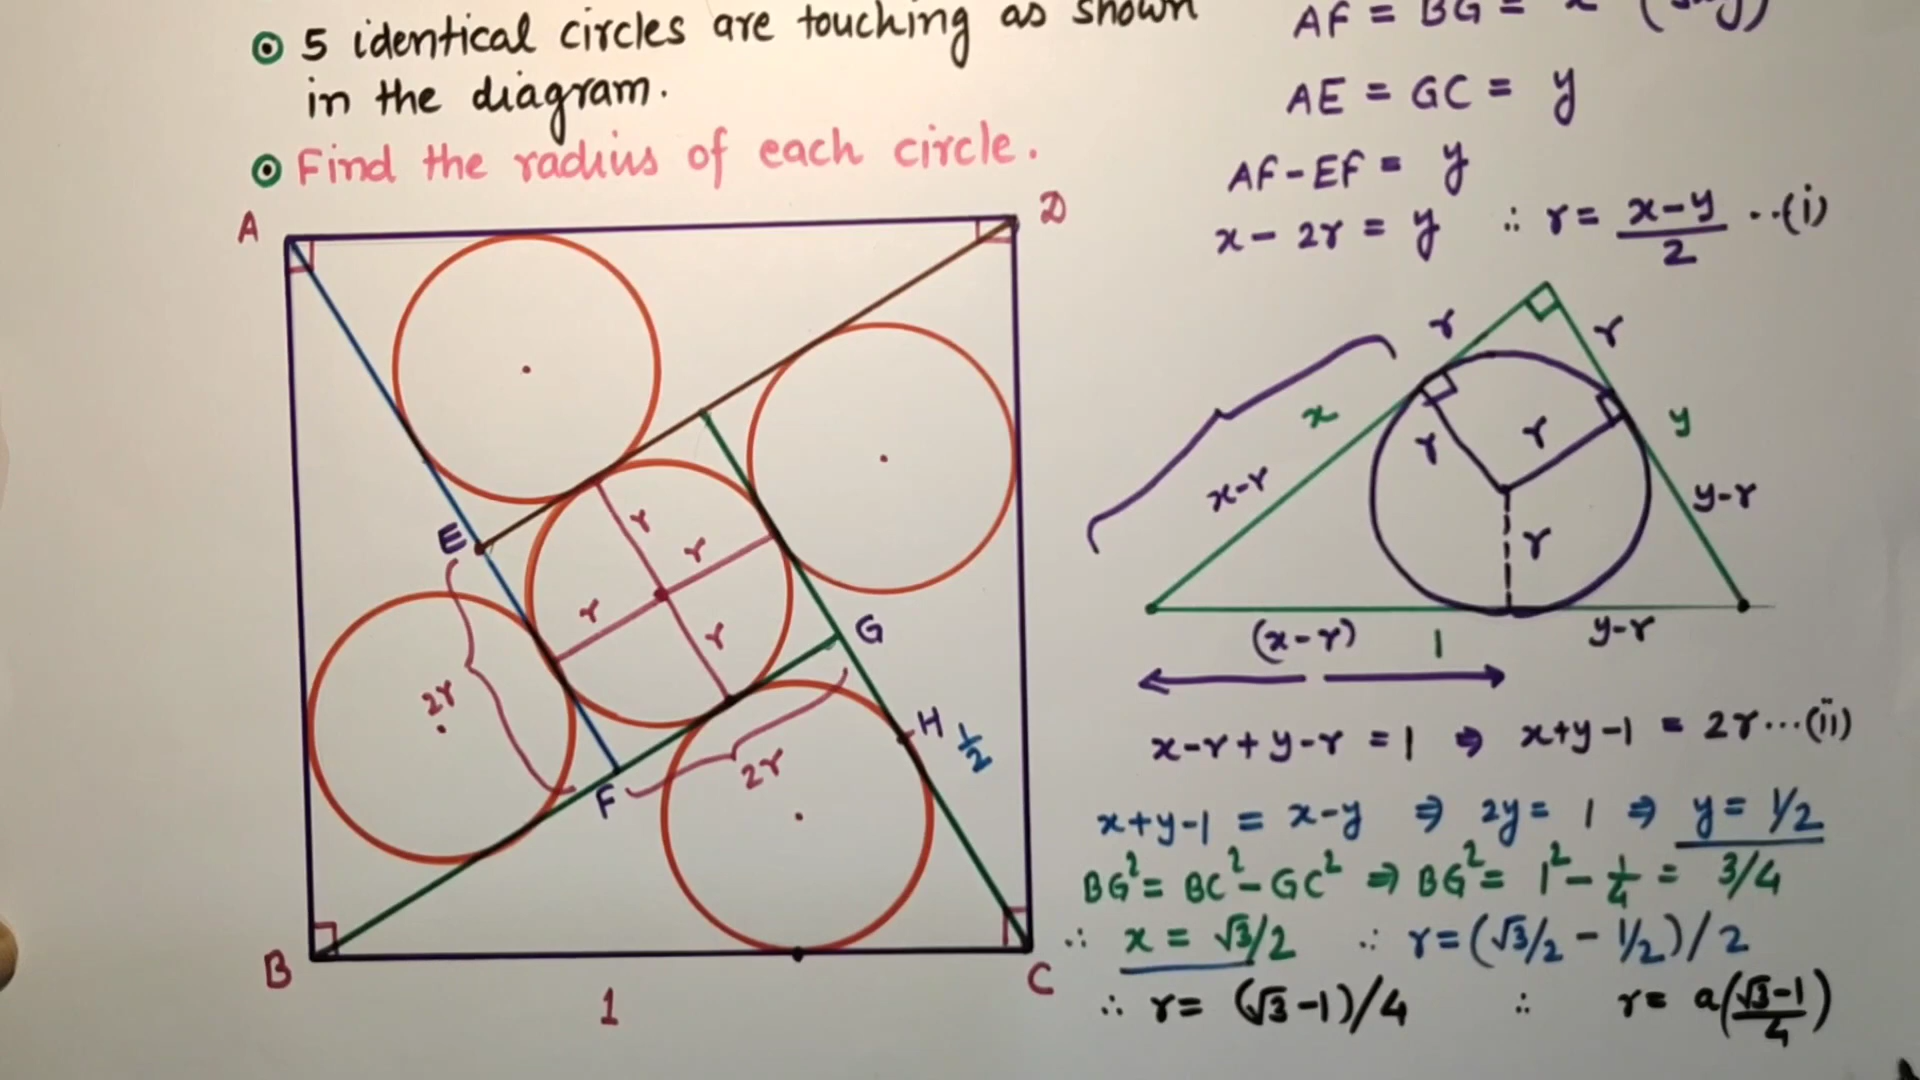 5 identical circles are touching as shown
in the diagram.
Find the radius of each circle.
A
D
E
r
r
r
r
G
2r
H
1/2
F
2r
B
C
1
AF = BG = x (say)
AE = GC = y
AF - EF = y
x - 2r = y ∴ r = (x-y)/2 ..(i)
r
r
x
r
r
y
x-r
y-r
r
(x-r)
1
y-r
x-r+y-r = 1 ⇒ x+y-1 = 2r...(ii)
x+y-1 = x-y ⇒ 2y = 1 ⇒ y = 1/2
BG² = BC² - GC² ⇒ BG² = 1² - 1/4 = 3/4
∴ x = √3/2 ∴ r = (√3/2 - 1/2)/2
∴ r = (√3-1)/4 ∴ r = a((√3-1)/4)